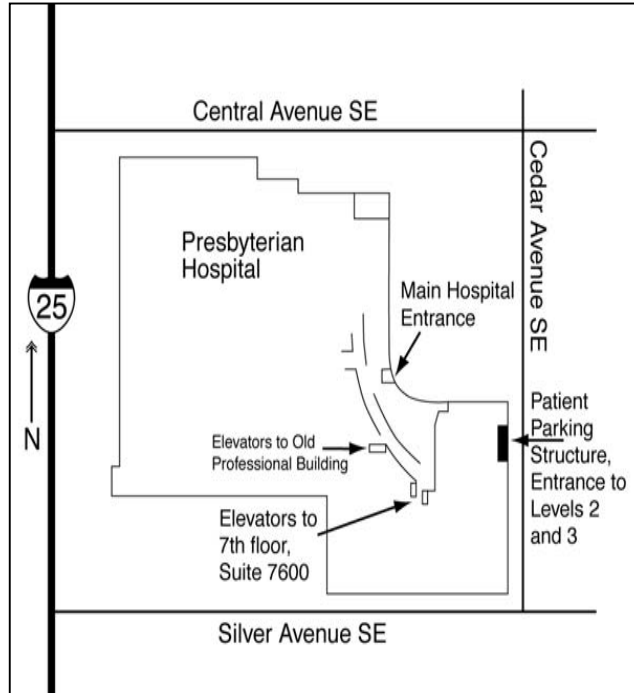 Central Avenue SE
Cedar Avenue SE
Presbyterian
Hospital
25
Main Hospital
Entrance
N
Patient
Parking
Structure,
Entrance to
Levels 2
and 3
Elevators to Old
Professional Building
Elevators to
7th floor,
Suite 7600
Silver Avenue SE